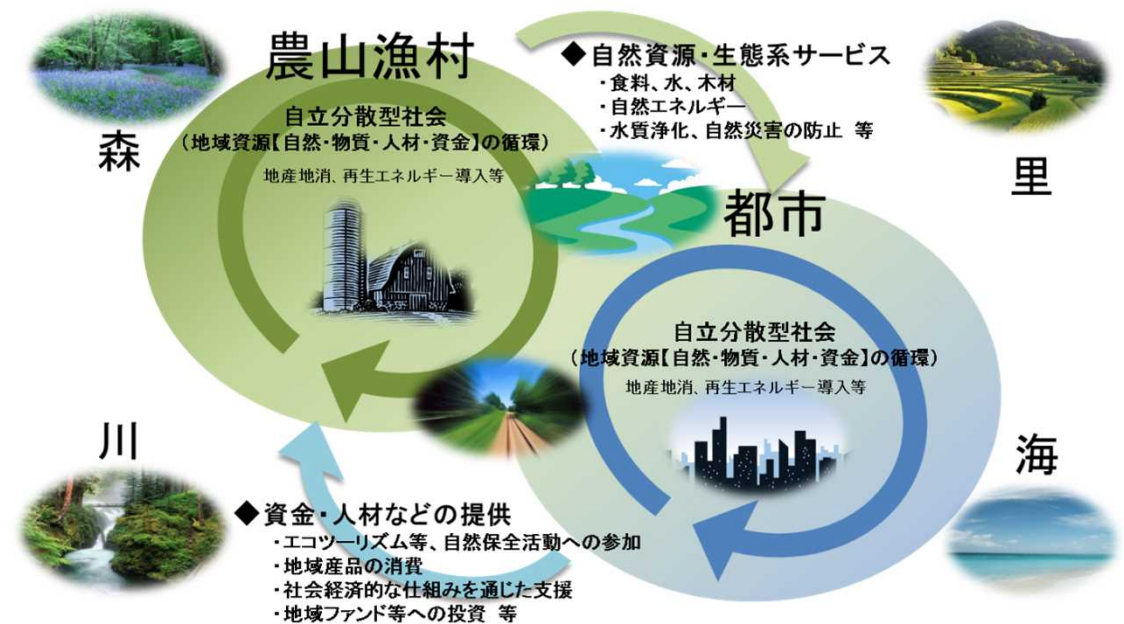 森
農山漁村
自立分散型社会
（地域資源【自然・物質・人材・資金】の循環）
地産地消、再生エネルギー導入等
◆自然資源・生態系サービス
・食料、水、木材
・自然エネルギー
・水質浄化、自然災害の防止　等
里
都市
自立分散型社会
（地域資源【自然・物質・人材・資金】の循環）
地産地消、再生エネルギー導入等
川
◆資金・人材などの提供
・エコツーリズム等、自然保全活動への参加
・地域産品の消費
・社会経済的な仕組みを通じた支援
・地域ファンド等への投資　等
海